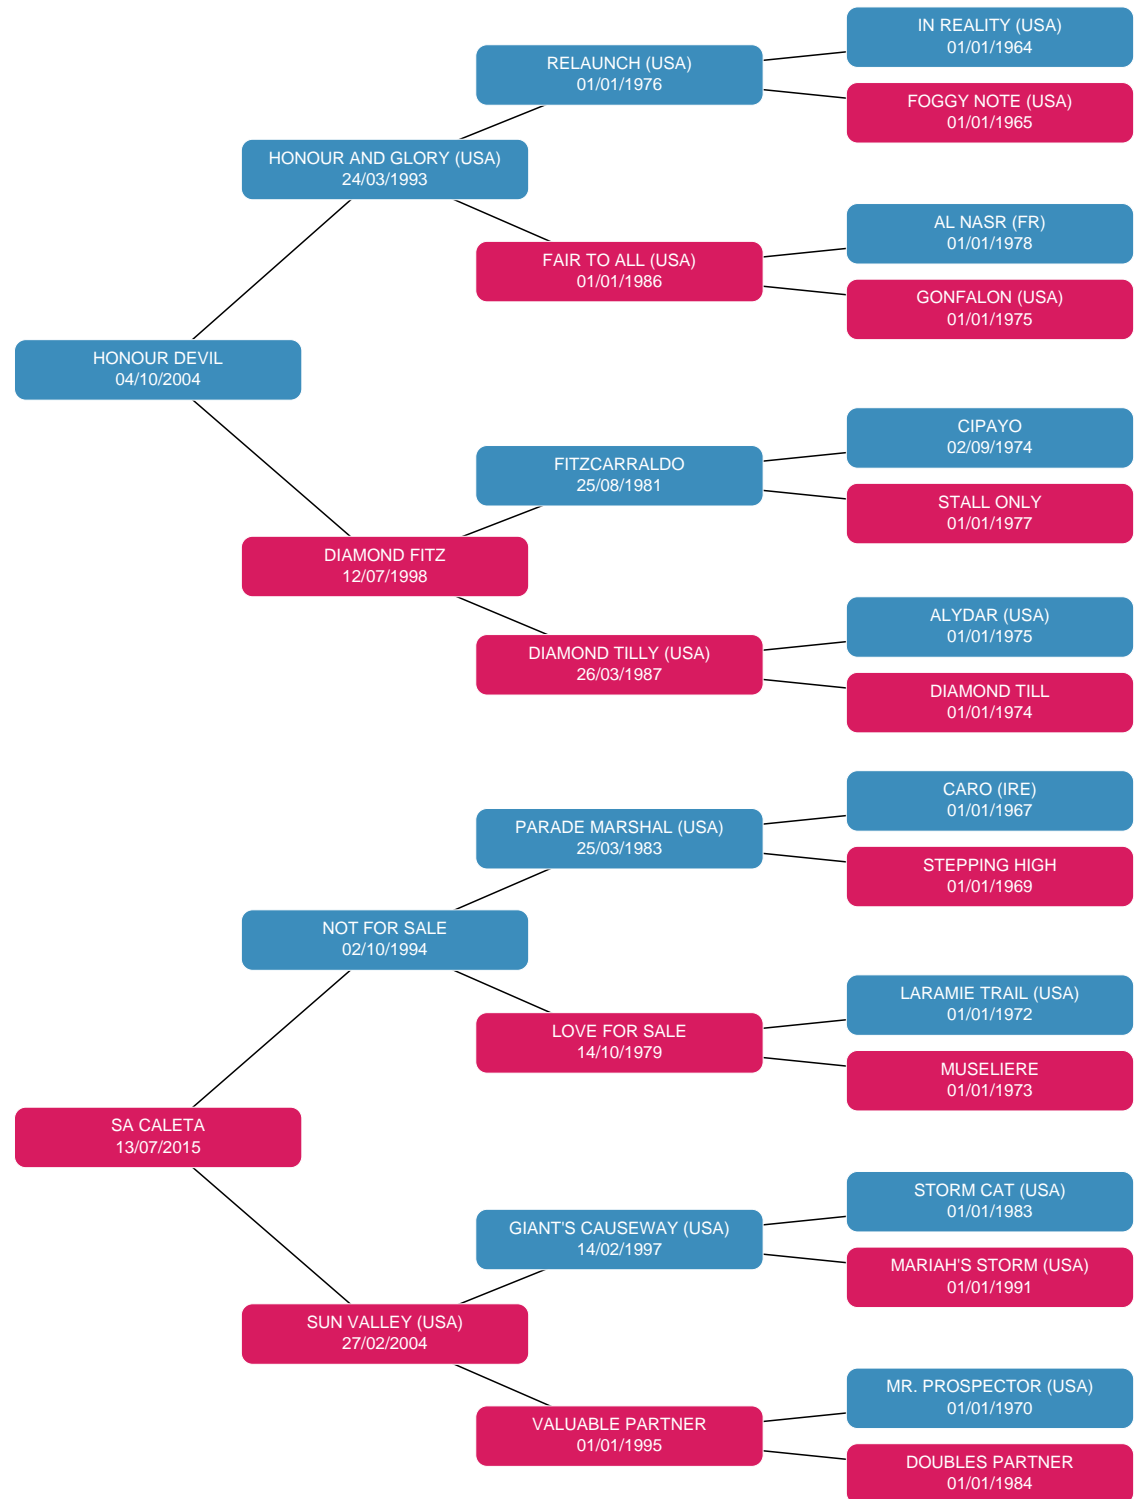 IN REALITY (USA)
01/01/1964
RELAUNCH (USA)
01/01/1976
FOGGY NOTE (USA)
01/01/1965
HONOUR AND GLORY (USA)
24/03/1993
AL NASR (FR)
01/01/1978
FAIR TO ALL (USA)
01/01/1986
GONFALON (USA)
01/01/1975
HONOUR DEVIL
04/10/2004
CIPAYO
02/09/1974
FITZCARRALDO
25/08/1981
STALL ONLY
01/01/1977
DIAMOND FITZ
12/07/1998
ALYDAR (USA)
01/01/1975
DIAMOND TILLY (USA)
26/03/1987
DIAMOND TILL
01/01/1974
CARO (IRE)
01/01/1967
PARADE MARSHAL (USA)
25/03/1983
STEPPING HIGH
01/01/1969
NOT FOR SALE
02/10/1994
LARAMIE TRAIL (USA)
01/01/1972
LOVE FOR SALE
14/10/1979
MUSELIERE
01/01/1973
SA CALETA
13/07/2015
STORM CAT (USA)
01/01/1983
GIANT'S CAUSEWAY (USA)
14/02/1997
MARIAH'S STORM (USA)
01/01/1991
SUN VALLEY (USA)
27/02/2004
MR. PROSPECTOR (USA)
01/01/1970
VALUABLE PARTNER
01/01/1995
DOUBLES PARTNER
01/01/1984